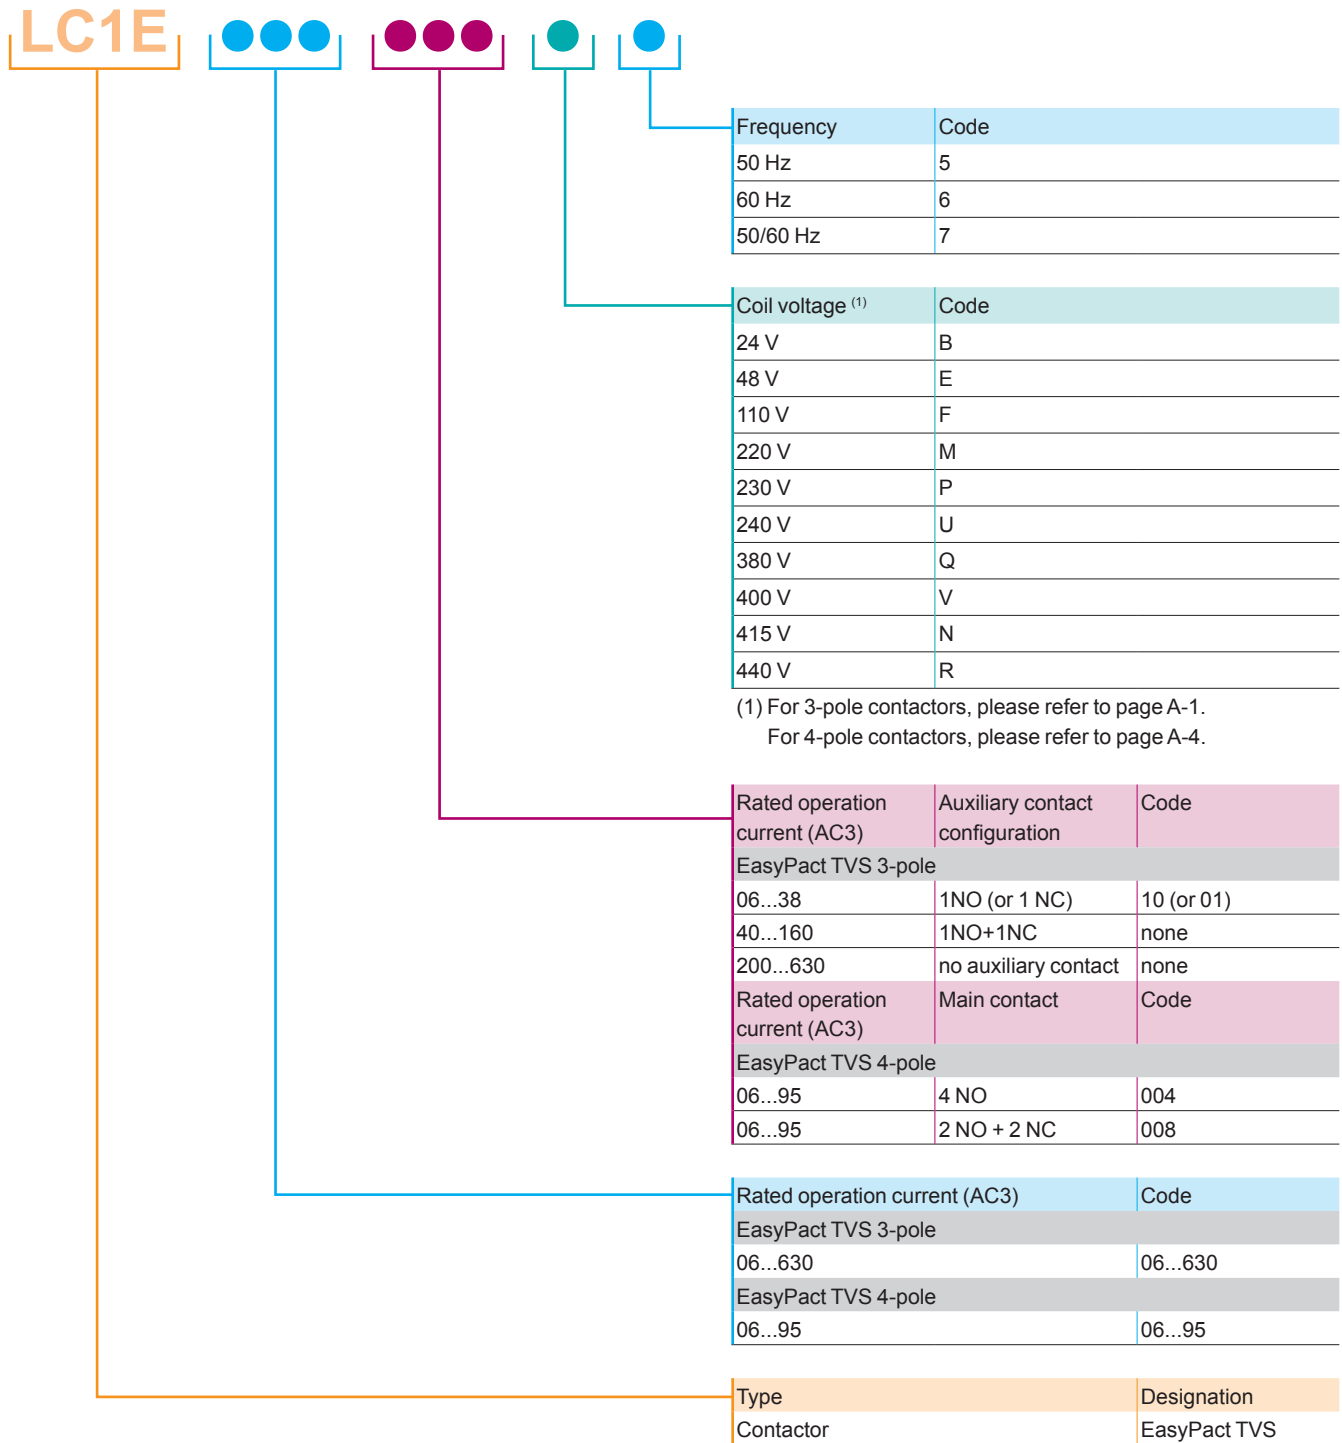 LC1E
Frequency Code
50 Hz 5
60 Hz 6
50/60 Hz 7
Coil voltage (1) Code
24 V B
48 V E
110 V F
220 V M
230 V P
240 V U
380 V Q
400 V V
415 V N
440 V R
(1) For 3-pole contactors, please refer to page A-1.
For 4-pole contactors, please refer to page A-4.
Rated operation current (AC3) Auxiliary contact configuration Code
EasyPact TVS 3-pole
06...38 1NO (or 1 NC) 10 (or 01)
40...160 1NO+1NC none
200...630 no auxiliary contact none
Rated operation current (AC3) Main contact Code
EasyPact TVS 4-pole
06...95 4 NO 004
06...95 2 NO + 2 NC 008
Rated operation current (AC3) Code
EasyPact TVS 3-pole
06...630 06...630
EasyPact TVS 4-pole
06...95 06...95
Type Designation
Contactor EasyPact TVS